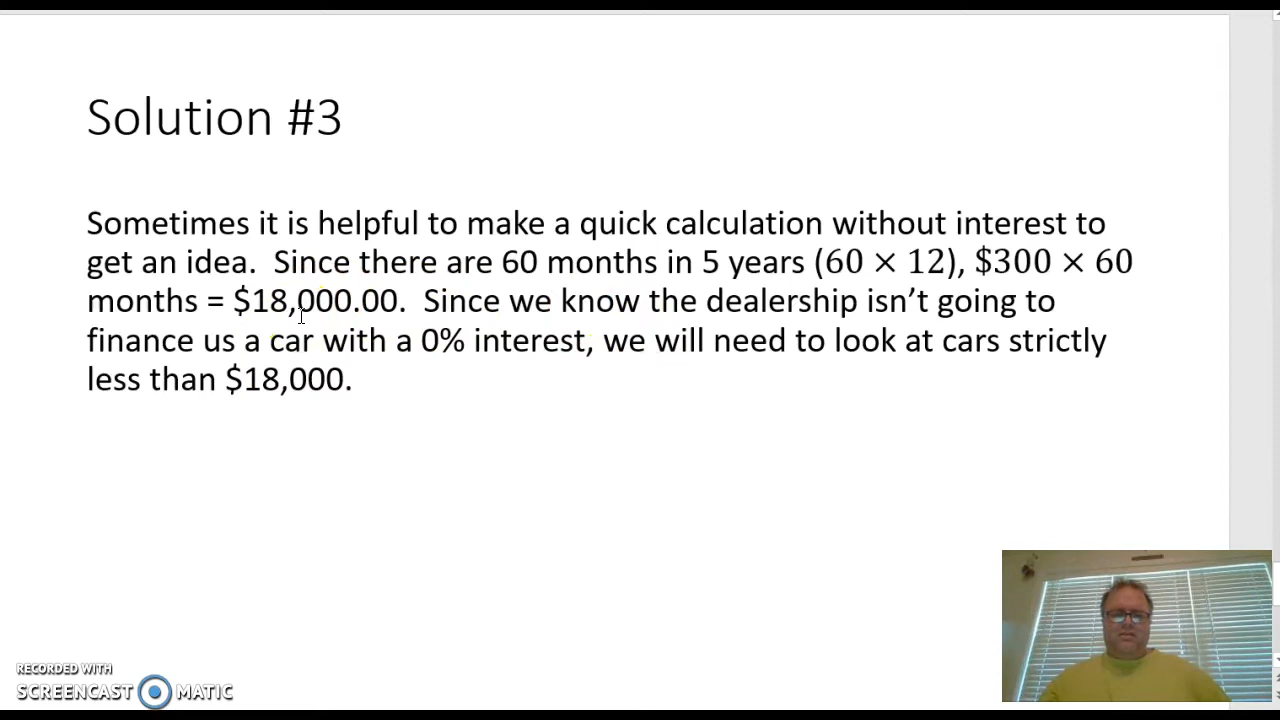 Solution #3
Sometimes it is helpful to make a quick calculation without interest to
get an idea.  Since there are 60 months in 5 years (60 × 12), $300 × 60
months = $18,000.00.  Since we know the dealership isn’t going to
finance us a car with a 0% interest, we will need to look at cars strictly
less than $18,000.
RECORDED WITH
SCREENCAST MATIC